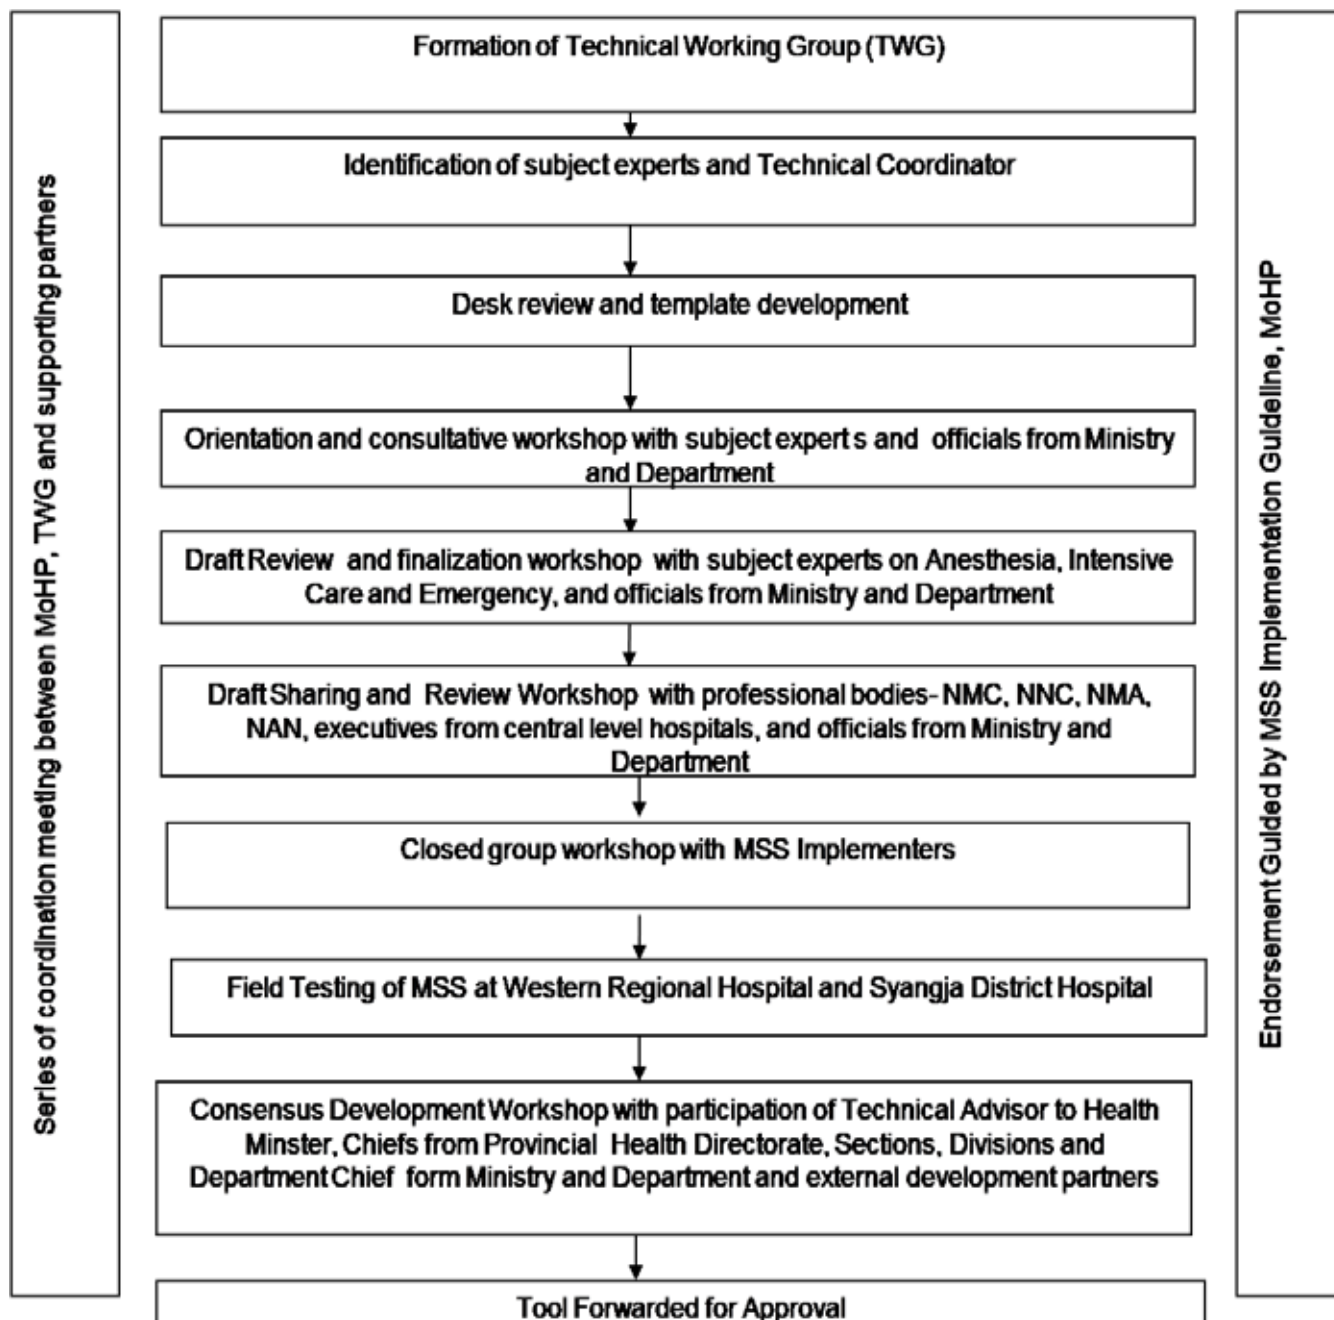 Series of coordination meeting between MoHP, TWG and supporting partners
Formation of Technical Working Group (TWG)
Identification of subject experts and Technical Coordinator
Desk review and template development
Orientation and consultative workshop with subject expert s and officials from Ministry
and Department
Draft Review and finalization workshop with subject experts on Anesthesia, Intensive
Care and Emergency, and officials from Ministry and Department
Draft Sharing and Review Workshop with professional bodies- NMC, NNC, NMA,
NAN, executives from central level hospitals, and officials from Ministry and
Department
Closed group workshop with MSS Implementers
Field Testing of MSS at Western Regional Hospital and Syangja District Hospital
Consensus Development Workshop with participation of Technical Advisor to Health
Minster, Chiefs from Provincial Health Directorate, Sections, Divisions and
Department Chief form Ministry and Department and external development partners
Tool Forwarded for Approval
Endorsement Guided by MSS Implementation Guideline, MoHP